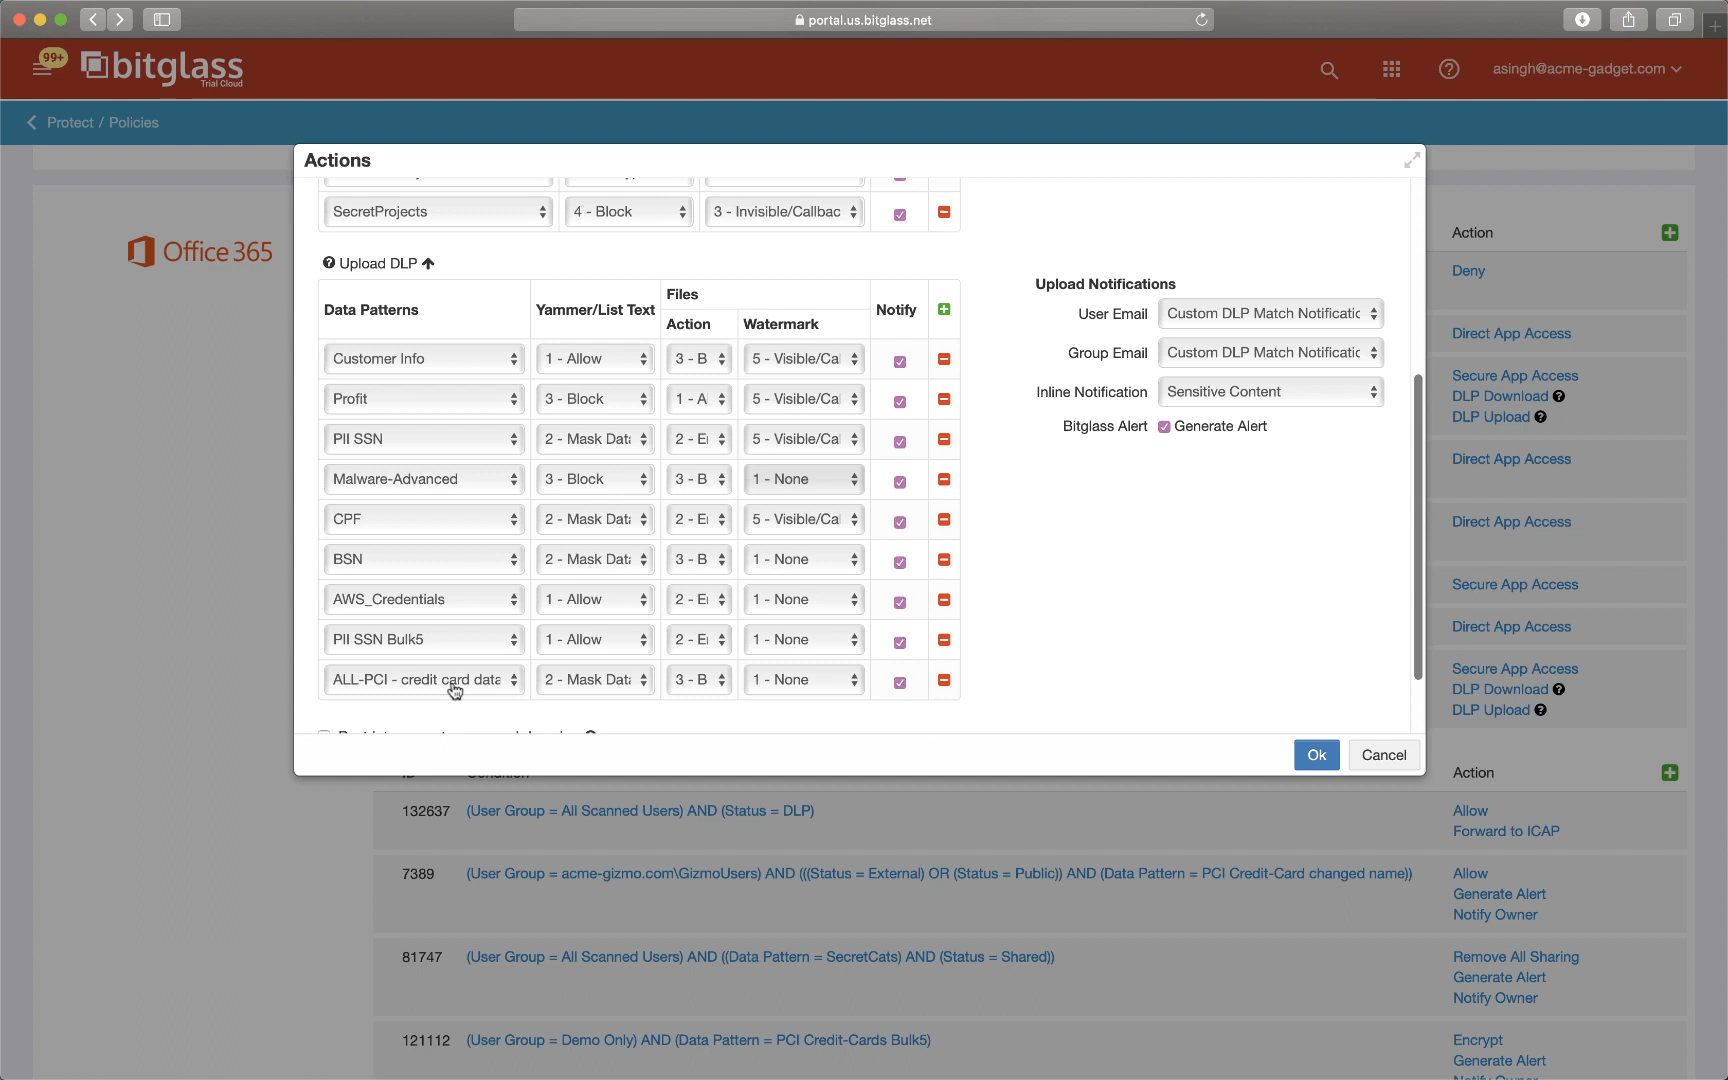 portal.us.bitglass.net
99+
bitglass
Trial Cloud
asingh@acme-gadget.com
Protect / Policies
Office 365
Actions
SecretProjects 4 - Block 3 - Invisible/Callbac
Upload DLP
Data Patterns Yammer/List Text Files Notify
Action Watermark
Customer Info 1 - Allow 3 - B 5 - Visible/Cal
Profit 3 - Block 1 - A 5 - Visible/Cal
PII SSN 2 - Mask Data 2 - E 5 - Visible/Cal
Malware-Advanced 3 - Block 3 - B 1 - None
CPF 2 - Mask Data 2 - E 5 - Visible/Cal
BSN 2 - Mask Data 3 - B 1 - None
AWS_Credentials 1 - Allow 2 - E 1 - None
PII SSN Bulk5 1 - Allow 2 - E 1 - None
ALL-PCI - credit card data 2 - Mask Data 3 - B 1 - None
Upload Notifications
User Email Custom DLP Match Notificatic
Group Email Custom DLP Match Notificatic
Inline Notification Sensitive Content
Bitglass Alert Generate Alert
Ok Cancel
Action
Deny
Direct App Access
Secure App Access
DLP Download
DLP Upload
Direct App Access
Direct App Access
Secure App Access
Direct App Access
Secure App Access
DLP Download
DLP Upload
Action
132637 (User Group = All Scanned Users) AND (Status = DLP) Allow
Forward to ICAP
7389 (User Group = acme-gizmo.com\GizmoUsers) AND (((Status = External) OR (Status = Public)) AND (Data Pattern = PCI Credit-Card changed name)) Allow
Generate Alert
Notify Owner
81747 (User Group = All Scanned Users) AND ((Data Pattern = SecretCats) AND (Status = Shared)) Remove All Sharing
Generate Alert
Notify Owner
121112 (User Group = Demo Only) AND (Data Pattern = PCI Credit-Cards Bulk5) Encrypt
Generate Alert